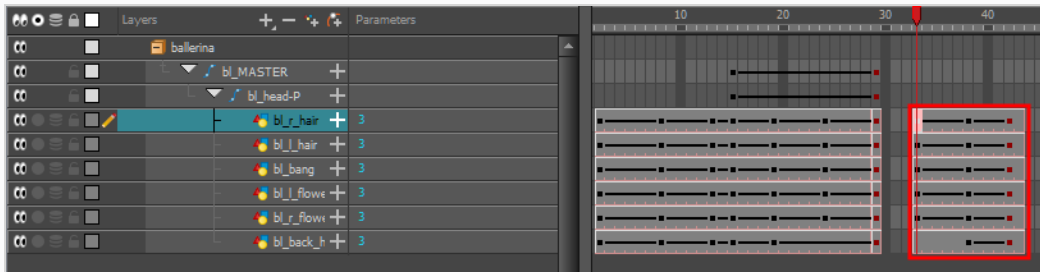 Layers Parameters 10 20 30 40
ballerina
bl_MASTER
bl_head-P
bl_r_hair 3
bl_l_hair 3
bl_bang 3
bl_l_flowe 3
bl_r_flowe 3
bl_back_h 3